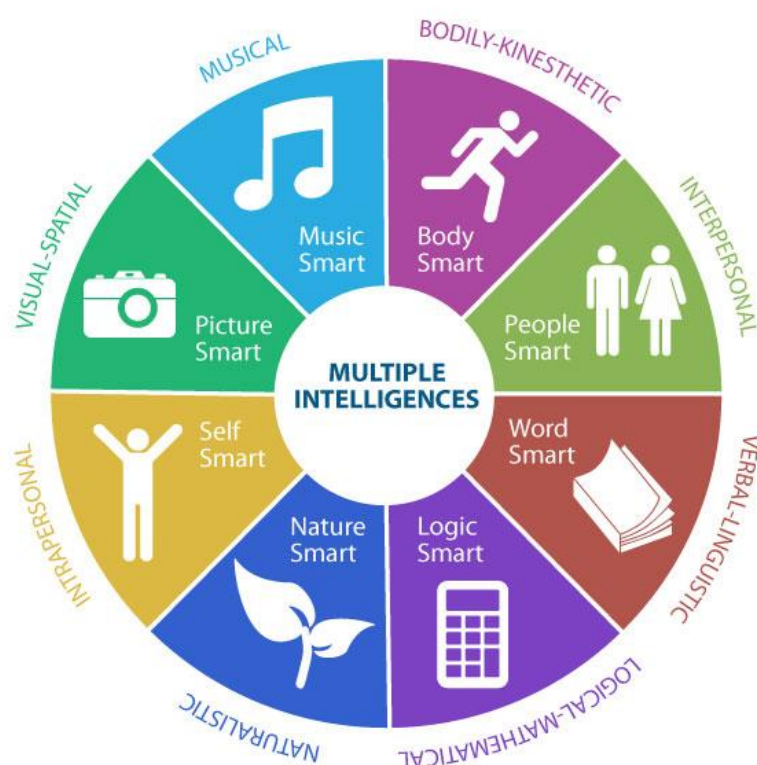 MUSICAL
BODILY-KINESTHETIC
VISUAL-SPATIAL
INTERPERSONAL
Music
Smart
Body
Smart
Picture
Smart
People
Smart
MULTIPLE
INTELLIGENCES
Self
Smart
Word
Smart
Nature
Smart
Logic
Smart
INTRAPERSONAL
VERBAL-LINGUISTIC
NATURALISTIC
LOGICAL-MATHEMATICAL